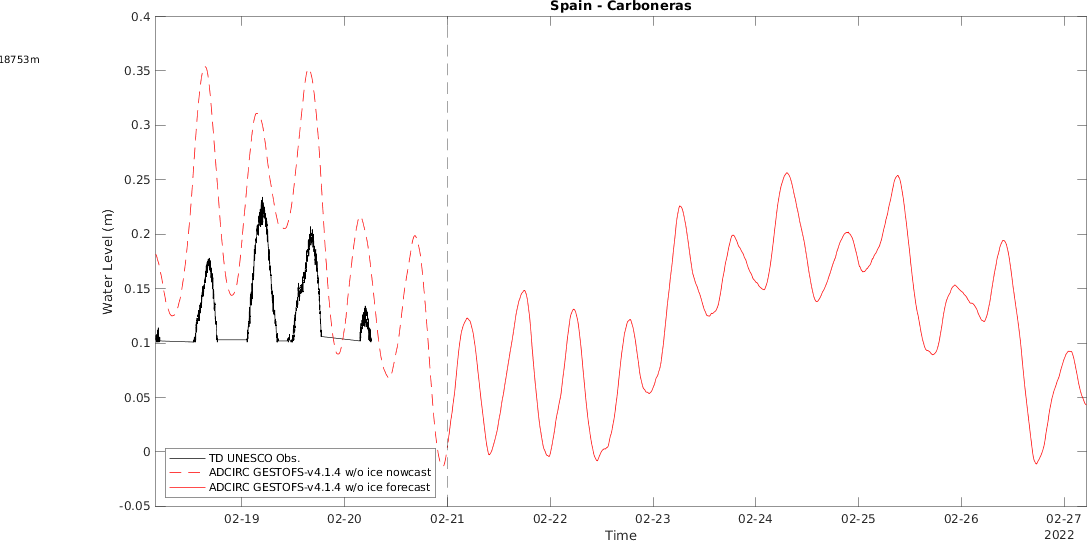 Spain - Carboneras
18753m
0.4
0.35
0.3
0.25
0.2
0.15
0.1
0.05
0
-0.05
Water Level (m)
TD UNESCO Obs.
ADCIRC GESTOFS-v4.1.4 w/o ice nowcast
ADCIRC GESTOFS-v4.1.4 w/o ice forecast
02-19 02-20 02-21 02-22 02-23 02-24 02-25 02-26 02-27
Time
2022